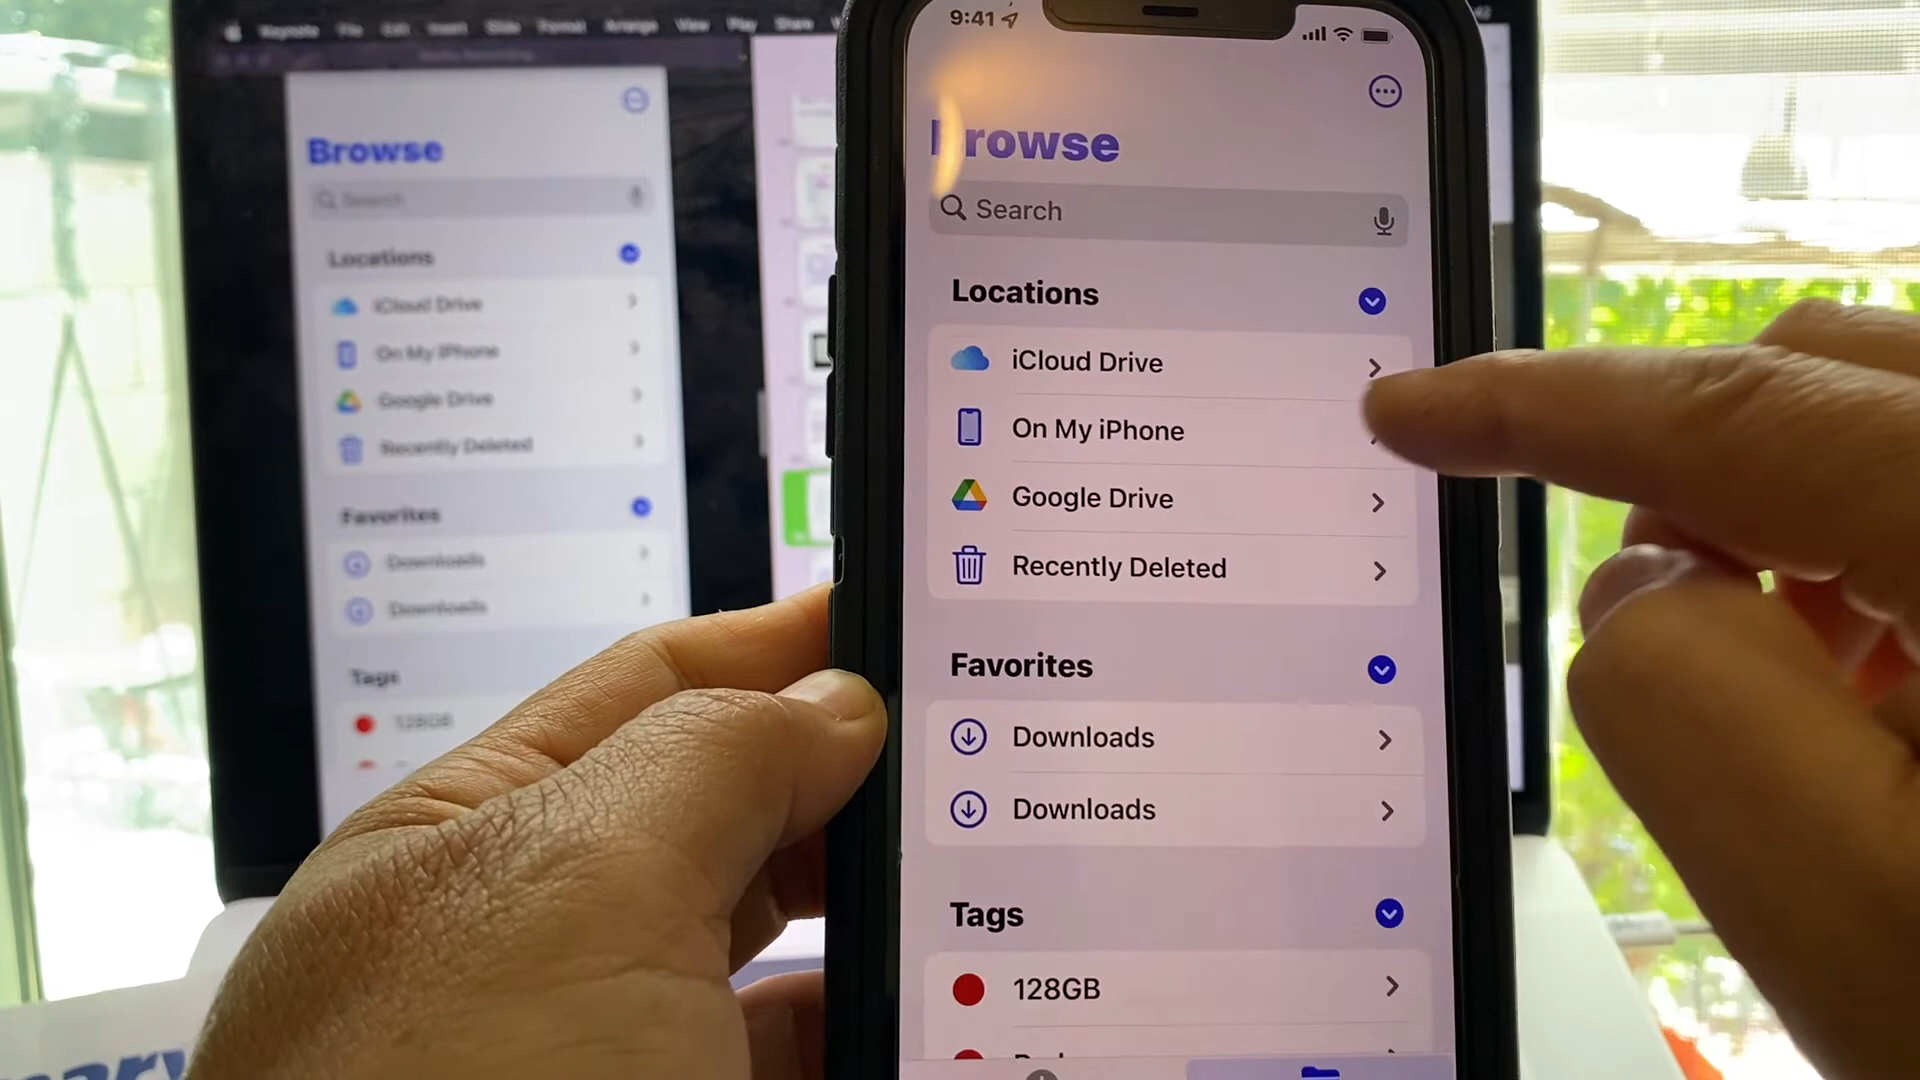 Keynote File Edit Insert Slide Format Arrange View Play Share
Browse
Search
Locations
iCloud Drive
On My iPhone
Google Drive
Recently Deleted
Favorites
Downloads
Downloads
Tags
128GB
9:41
Browse
Search
Locations
iCloud Drive
On My iPhone
Google Drive
Recently Deleted
Favorites
Downloads
Downloads
Tags
128GB